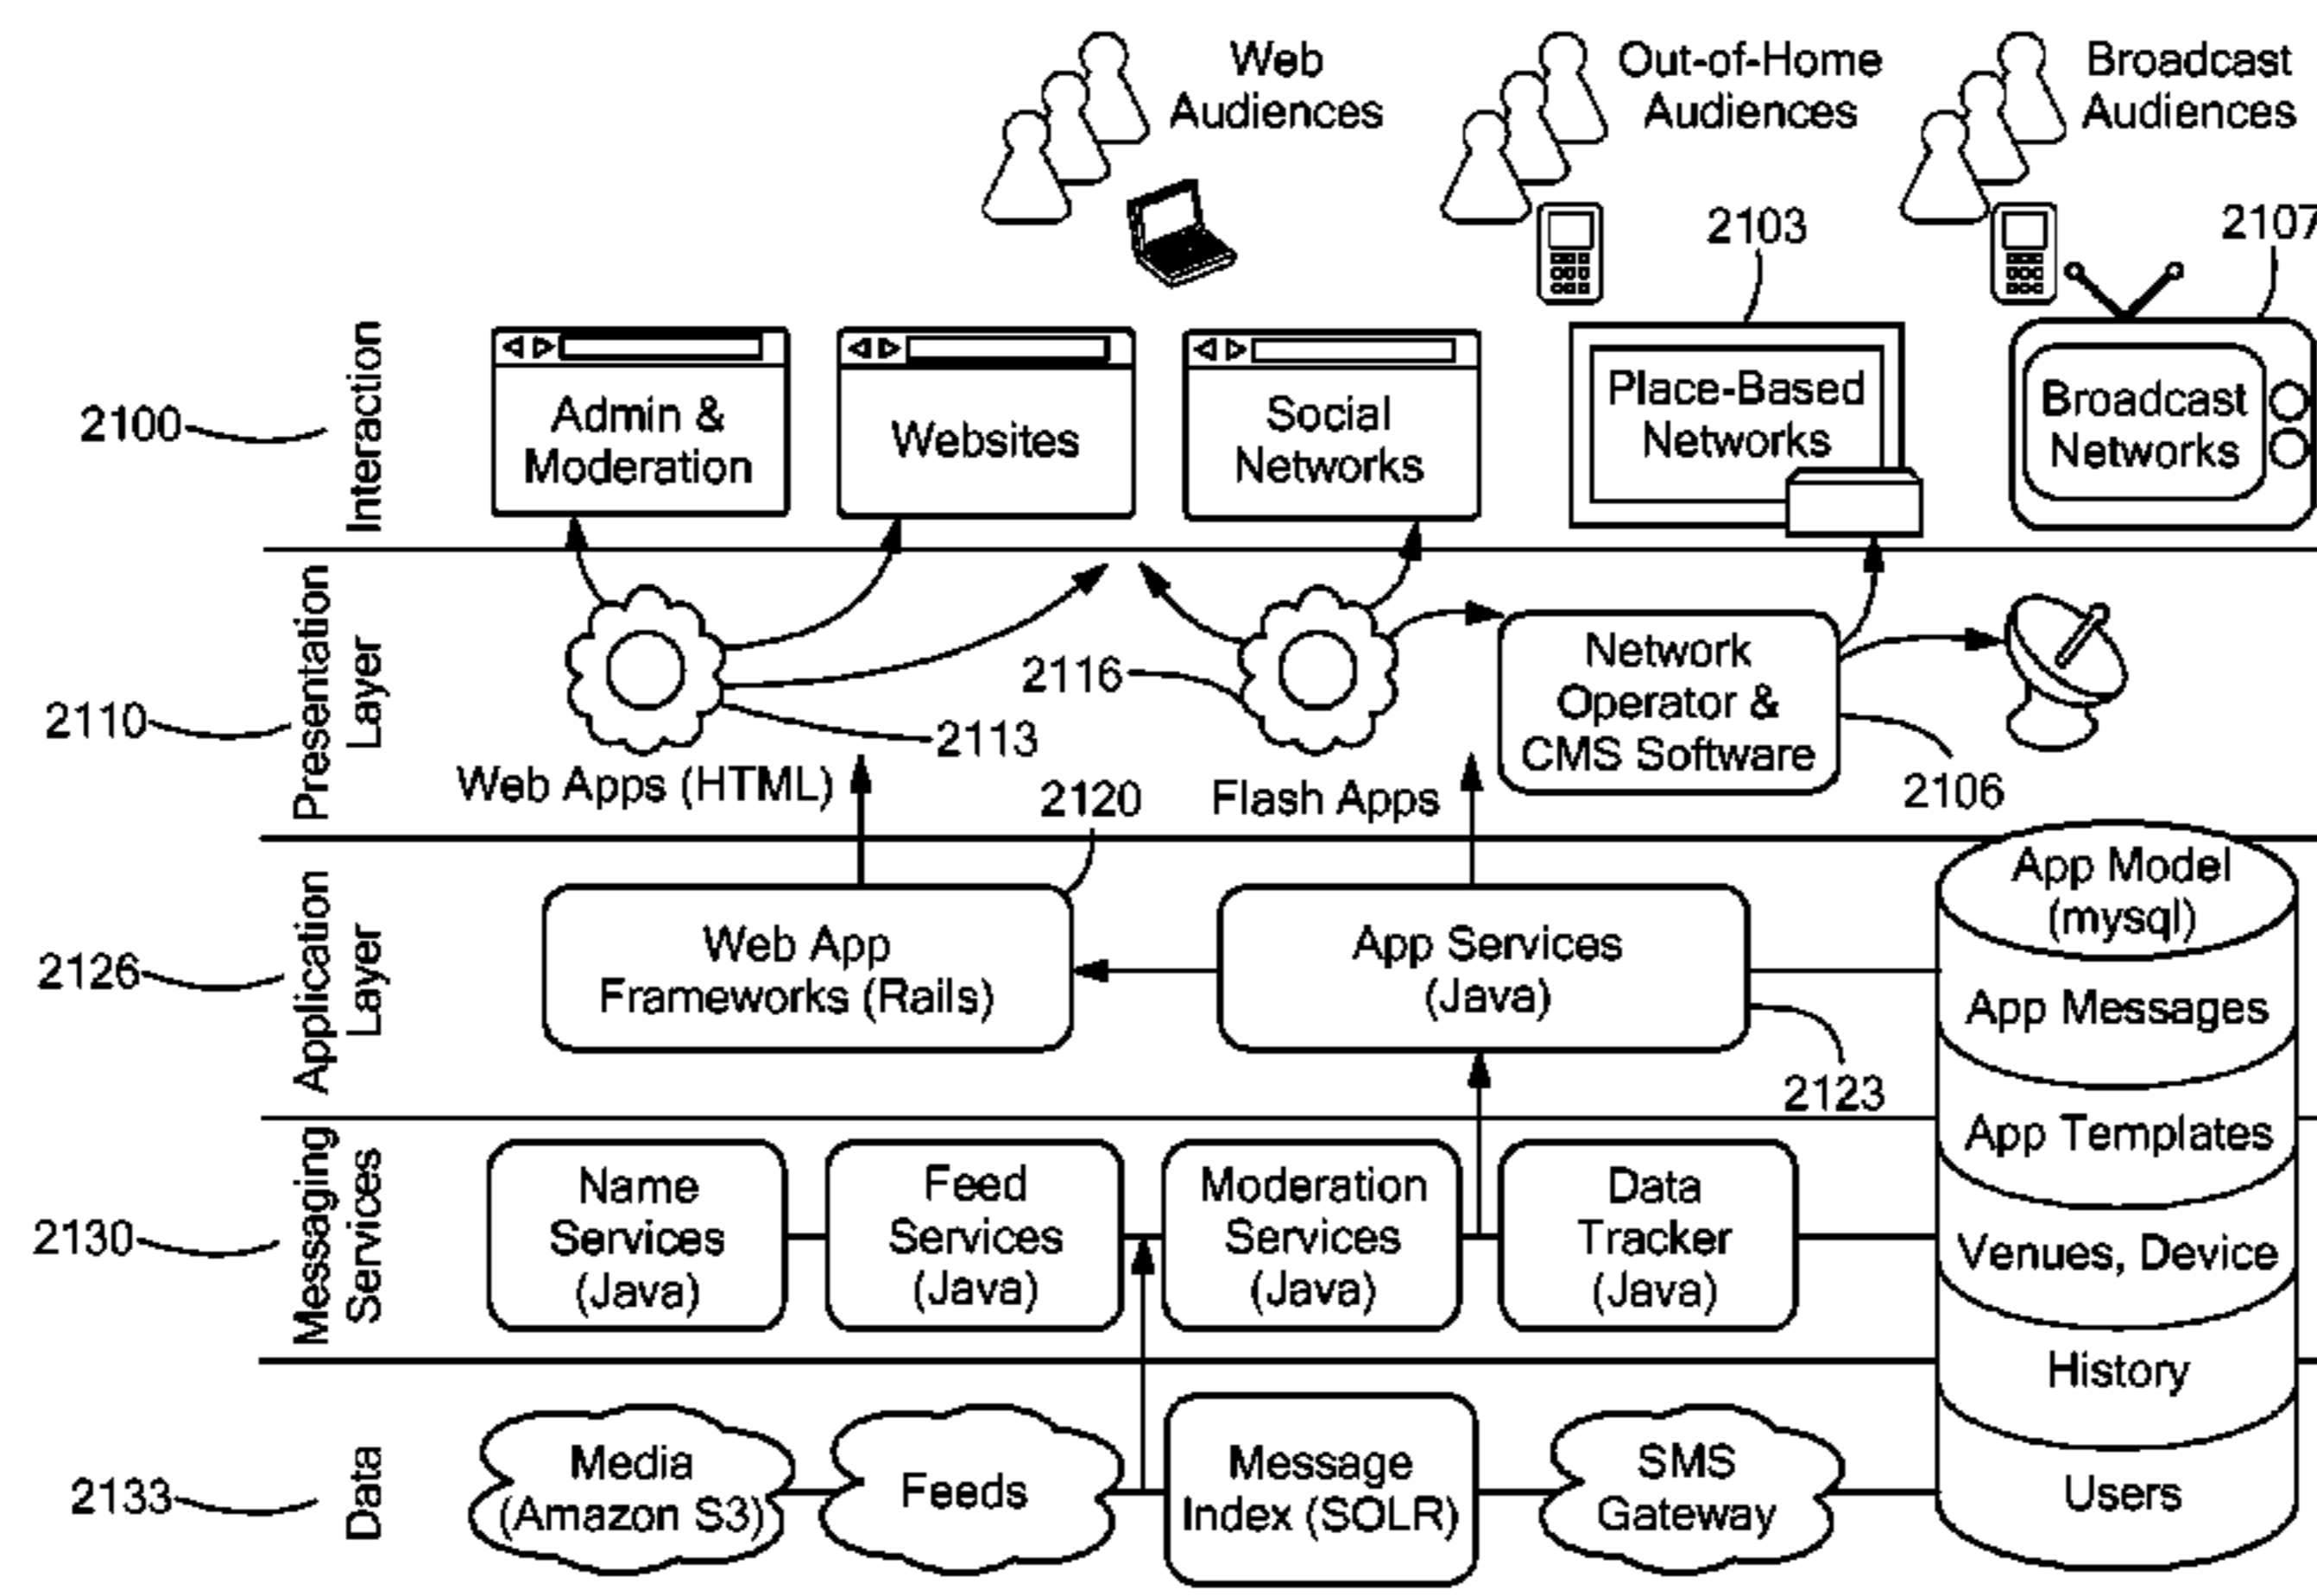 Web
Audiences
Out-of-Home
Audiences
Broadcast
Audiences
2103
2107
2100
Interaction
Admin &
Moderation
Websites
Social
Networks
Place-Based
Networks
Broadcast
Networks
2110
Presentation
Layer
2113
2116
Network
Operator &
CMS Software
2106
Web Apps (HTML)
2120
Flash Apps
2126
Application
Layer
Web App
Frameworks (Rails)
App Services
(Java)
2123
App Model
(mysql)
App Messages
App Templates
Venues, Device
History
Users
2130
Messaging
Services
Name
Services
(Java)
Feed
Services
(Java)
Moderation
Services
(Java)
Data
Tracker
(Java)
2133
Data
Media
(Amazon S3)
Feeds
Message
Index (SOLR)
SMS
Gateway